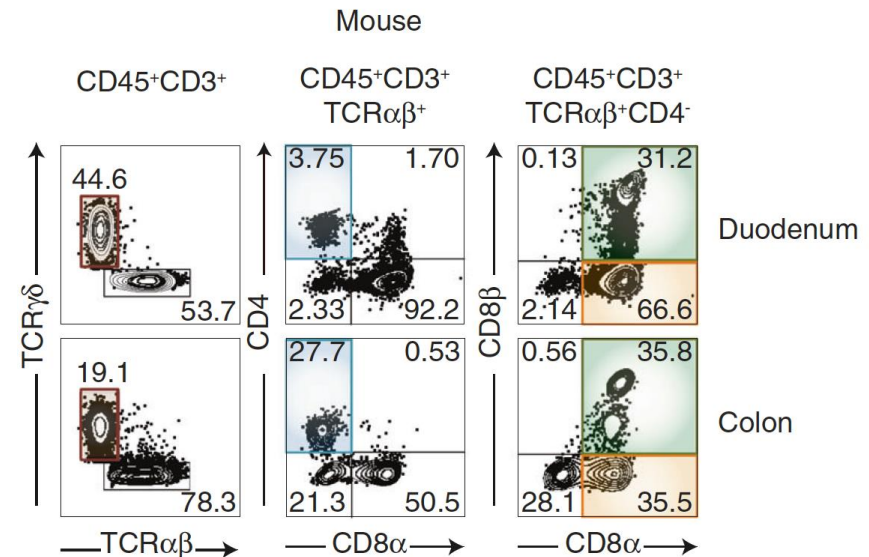 Mouse
CD45⁺CD3⁺
CD45⁺CD3⁺
TCRαβ⁺
CD45⁺CD3⁺
TCRαβ⁺CD4⁻
TCRγδ
44.6
53.7
CD4
3.75 1.70
2.33 92.2
CD8β
0.13 31.2
2.14 66.6
Duodenum
19.1
78.3
27.7 0.53
21.3 50.5
0.56 35.8
28.1 35.5
Colon
TCRαβ
CD8α
CD8α